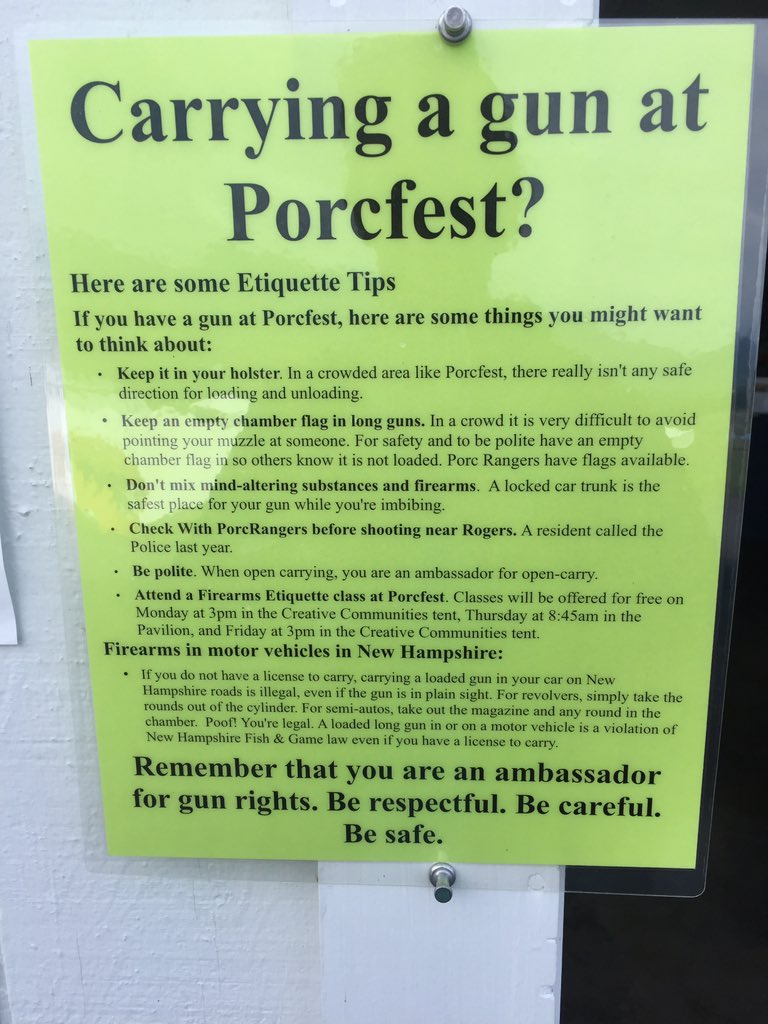 Carrying a gun at
Porcfest?
Here are some Etiquette Tips
If you have a gun at Porcfest, here are some things you might want
to think about:
• Keep it in your holster. In a crowded area like Porcfest, there really isn't any safe
direction for loading and unloading.
• Keep an empty chamber flag in long guns. In a crowd it is very difficult to avoid
pointing your muzzle at someone. For safety and to be polite have an empty
chamber flag in so others know it is not loaded. Porc Rangers have flags available.
• Don't mix mind-altering substances and firearms. A locked car trunk is the
safest place for your gun while you're imbibing.
• Check With PorcRangers before shooting near Rogers. A resident called the
Police last year.
• Be polite. When open carrying, you are an ambassador for open-carry.
• Attend a Firearms Etiquette class at Porcfest. Classes will be offered for free on
Monday at 3pm in the Creative Communities tent, Thursday at 8:45am in the
Pavilion, and Friday at 3pm in the Creative Communities tent.
Firearms in motor vehicles in New Hampshire:
• If you do not have a license to carry, carrying a loaded gun in your car on New
Hampshire roads is illegal, even if the gun is in plain sight. For revolvers, simply take the
rounds out of the cylinder. For semi-autos, take out the magazine and any round in the
chamber. Poof! You're legal. A loaded long gun in or on a motor vehicle is a violation of
New Hampshire Fish & Game law even if you have a license to carry.
Remember that you are an ambassador
for gun rights. Be respectful. Be careful.
Be safe.